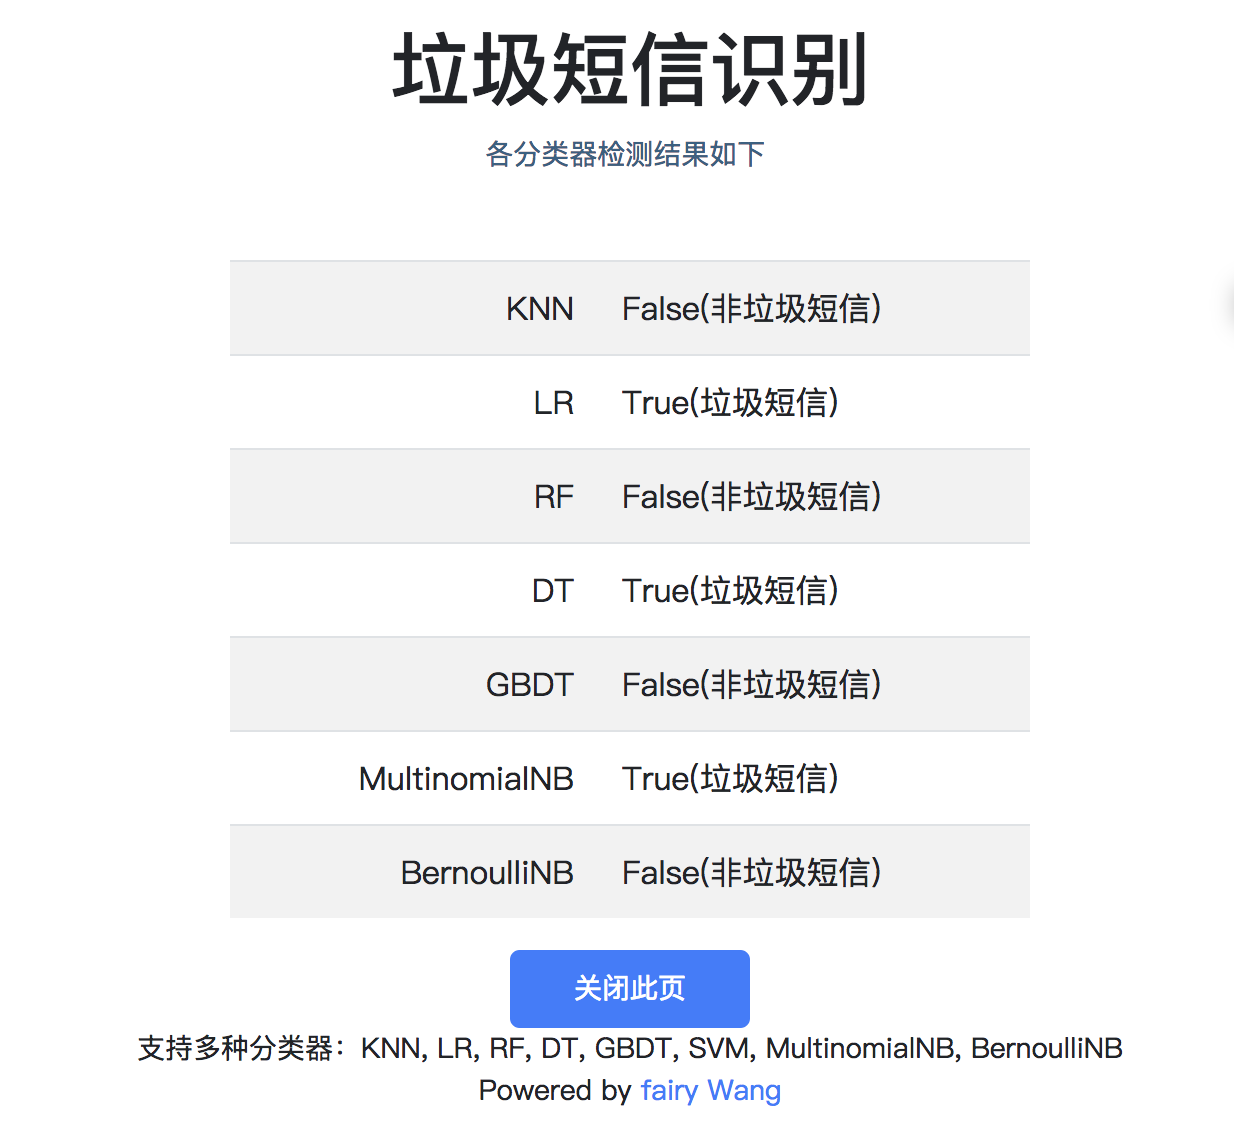 垃圾短信识别
各分类器检测结果如下
KNN False(非垃圾短信)
LR True(垃圾短信)
RF False(非垃圾短信)
DT True(垃圾短信)
GBDT False(非垃圾短信)
MultinomialNB True(垃圾短信)
BernoulliNB False(非垃圾短信)
关闭此页
支持多种分类器：KNN, LR, RF, DT, GBDT, SVM, MultinomialNB, BernoulliNB
Powered by fairy Wang